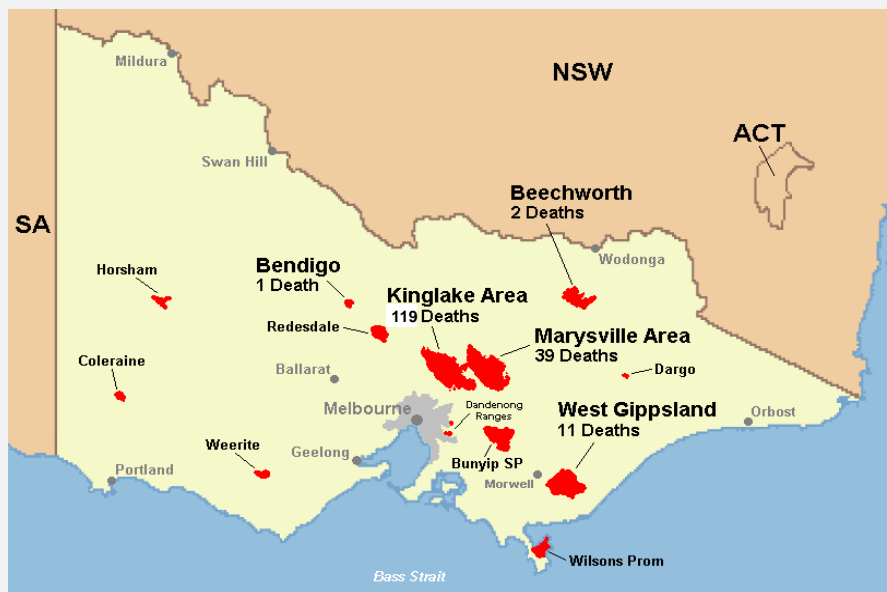 Mildura
NSW
ACT
Swan Hill
Beechworth
2 Deaths
SA
Wodonga
Horsham
Bendigo
1 Death
Kinglake Area
119 Deaths
Redesdale
Marysville Area
39 Deaths
Coleraine
Ballarat
Dargo
Melbourne
Dandenong
Ranges
West Gippsland
11 Deaths
Orbost
Weerite
Geelong
Bunyip SP
Portland
Morwell
Wilsons Prom
Bass Strait